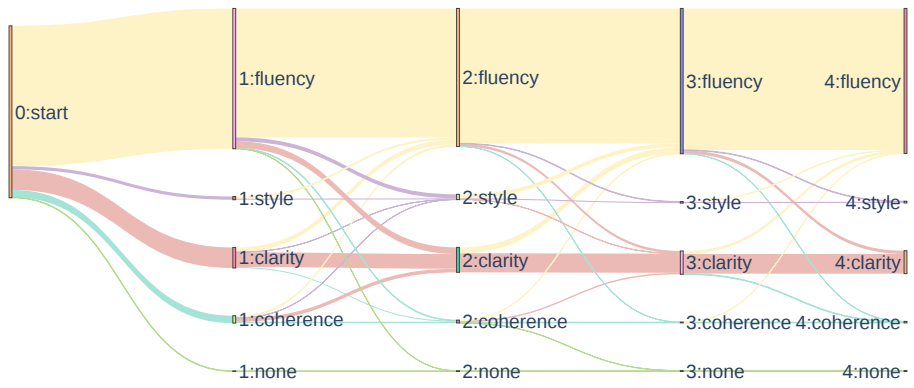 0:start
1:fluency
2:fluency
3:fluency
4:fluency
1:style
2:style
3:style
4:style
1:clarity
2:clarity
3:clarity
4:clarity
1:coherence
2:coherence
3:coherence
4:coherence
1:none
2:none
3:none
4:none